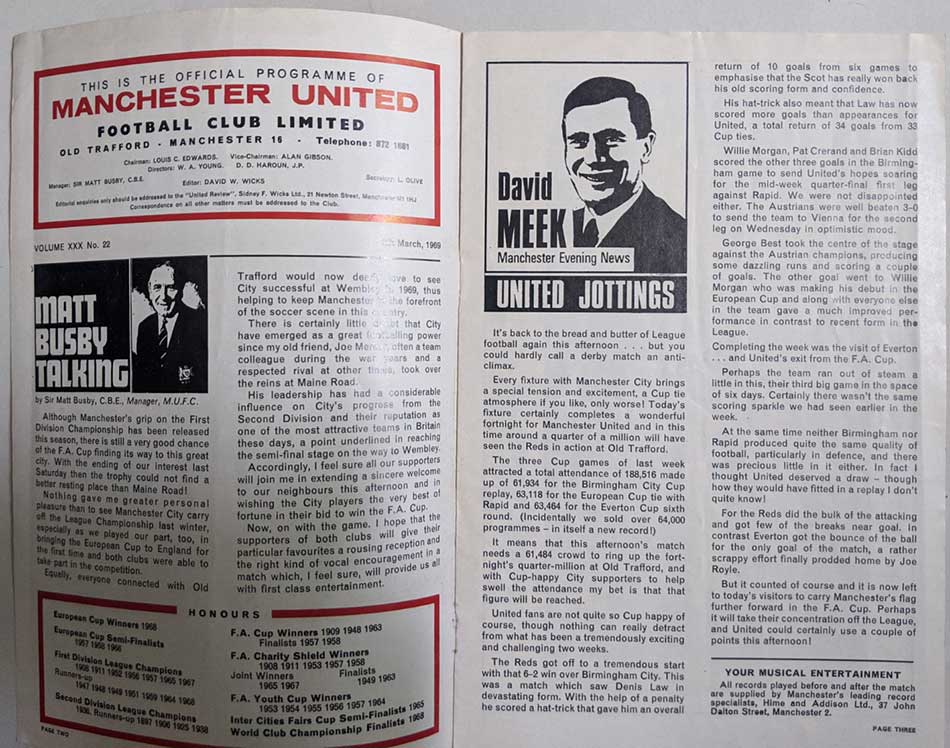 THIS IS THE OFFICIAL PROGRAMME OF
MANCHESTER UNITED
FOOTBALL CLUB LIMITED
OLD TRAFFORD · MANCHESTER 16 · Telephone: 872 1661
Chairman: LOUIS C. EDWARDS. Vice-Chairman: ALAN GIBSON.
Directors: W. A. YOUNG. D. D. HAROUN, J.P.
Manager: SIR MATT BUSBY, C.B.E. Secretary: L. OLIVE
Editor: DAVID W. WICKS
Editorial enquiries only should be addressed to the "United Review", Sidney F. Wicks Ltd., 21 Newton Street, Manchester M1 1HJ
Correspondence on all other matters must be addressed to the Club.
VOLUME XXX No. 22
March, 1969
MATT
BUSBY
TALKING
by Sir Matt Busby, C.B.E., Manager, M.U.F.C.
Although Manchester's grip on the First
Division Championship has been released
this season, there is still a very good chance
of the F.A. Cup finding its way to this great
city. With the ending of our interest last
Saturday then the trophy could not find a
better resting place than Maine Road!
Nothing gave me greater personal
pleasure than to see Manchester City carry
off the League Championship last winter,
especially as we played our part, too, in
bringing the European Cup to England for
the first time and both clubs were able to
take part in the competition.
Equally, everyone connected with Old
Trafford would now dearly love to see
City successful at Wembley in 1969, thus
helping to keep Manchester in the forefront
of the soccer scene in this country.
There is certainly little doubt that City
have emerged as a great footballing power
since my old friend, Joe Mercer, often a team
colleague during the war years and a
respected rival at other times, took over
the reins at Maine Road.
His leadership has had a considerable
influence on City's progress from the
Second Division and their reputation as
one of the most attractive teams in Britain
these days, a point underlined in reaching
the semi-final stage on the way to Wembley.
Accordingly, I feel sure all our supporters
will join me in extending a sincere welcome
to our neighbours this afternoon and in
wishing the City players the very best of
fortune in their bid to win the F.A. Cup.
Now, on with the game. I hope that the
supporters of both clubs will give their
particular favourites a rousing reception and
the right kind of vocal encouragement in a
match which, I feel sure, will provide us all
with first class entertainment.
HONOURS
European Cup Winners 1968
European Cup Semi-Finalists
1957 1958 1966
First Division League Champions
1908 1911 1952 1956 1957 1965 1967
Runners-up
1947 1948 1949 1951 1959 1964 1968
Second Division League Champions
1936. Runners-up 1897 1906 1925 1938
F.A. Cup Winners 1909 1948 1963
Finalists 1957 1958
F.A. Charity Shield Winners
1908 1911 1952 1957 1958
Joint Winners Finalists
1965 1967 1949 1963
F.A. Youth Cup Winners
1953 1954 1955 1956 1957 1964
Inter Cities Fairs Cup Semi-Finalists 1965
World Club Championship Finalists 1968
PAGE TWO
David
MEEK
Manchester Evening News
UNITED JOTTINGS
It's back to the bread and butter of League
football again this afternoon . . . but you
could hardly call a derby match an anti-
climax.
Every fixture with Manchester City brings
a special tension and excitement, a Cup tie
atmosphere if you like, only worse! Today's
fixture certainly completes a wonderful
fortnight for Manchester United and in this
time around a quarter of a million will have
seen the Reds in action at Old Trafford.
The three Cup games of last week
attracted a total attendance of 188,516 made
up of 61,934 for the Birmingham City Cup
replay, 63,118 for the European Cup tie with
Rapid and 63,464 for the Everton Cup sixth
round. (Incidentally we sold over 64,000
programmes – in itself a new record!)
It means that this afternoon's match
needs a 61,484 crowd to ring up the fort-
night's quarter-million at Old Trafford, and
with Cup-happy City supporters to help
swell the attendance my bet is that that
figure will be reached.
United fans are not quite so Cup happy of
course, though nothing can really detract
from what has been a tremendously exciting
and challenging two weeks.
The Reds got off to a tremendous start
with that 6–2 win over Birmingham City. This
was a match which saw Denis Law in
devastating form. With the help of a penalty
he scored a hat-trick that gave him an overall
return of 10 goals from six games to
emphasise that the Scot has really won back
his old scoring form and confidence.
His hat-trick also meant that Law has now
scored more goals than appearances for
United, a total return of 34 goals from 33
Cup ties.
Willie Morgan, Pat Crerand and Brian Kidd
scored the other three goals in the Birming-
ham game to send United's hopes soaring
for the mid-week quarter-final first leg
against Rapid. We were not disappointed
either. The Austrians were well beaten 3-0
to send the team to Vienna for the second
leg on Wednesday in optimistic mood.
George Best took the centre of the stage
against the Austrian champions, producing
some dazzling runs and scoring a couple
of goals. The other goal went to Willie
Morgan who was making his debut in the
European Cup and along with everyone else
in the team gave a much improved per-
formance in contrast to recent form in the
League.
Completing the week was the visit of Everton
. . . and United's exit from the F.A. Cup.
Perhaps the team ran out of steam a
little in this, their third big game in the space
of six days. Certainly there wasn't the same
scoring sparkle we had seen earlier in the
week. .
At the same time neither Birmingham nor
Rapid produced quite the same quality of
football, particularly in defence, and there
was precious little in it either. In fact I
thought United deserved a draw – though
how they would have fitted in a replay I don't
quite know!
For the Reds did the bulk of the attacking
and got few of the breaks near goal. In
contrast Everton got the bounce of the ball
for the only goal of the match, a rather
scrappy effort finally prodded home by Joe
Royle.
But it counted of course and it is now left
to today's visitors to carry Manchester's flag
further forward in the F.A. Cup. Perhaps
it will take their concentration off the League,
and United could certainly use a couple of
points this afternoon!
YOUR MUSICAL ENTERTAINMENT
All records played before and after the match
are supplied by Manchester's leading record
specialists, Hime and Addison Ltd., 37 John
Dalton Street, Manchester 2.
PAGE THREE